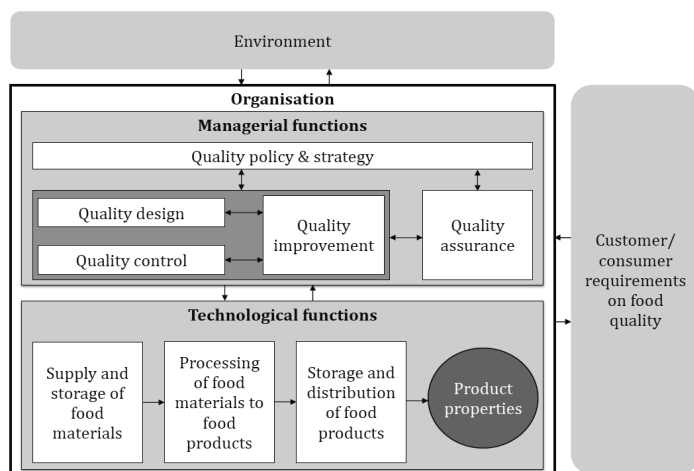 Environment
Organisation
Managerial functions
Quality policy & strategy
Quality design
Quality control
Quality
improvement
Quality
assurance
Technological functions
Supply and
storage of
food
materials
Processing
of food
materials to
food
products
Storage and
distribution
of food
products
Product
properties
Customer/
consumer
requirements
on food
quality